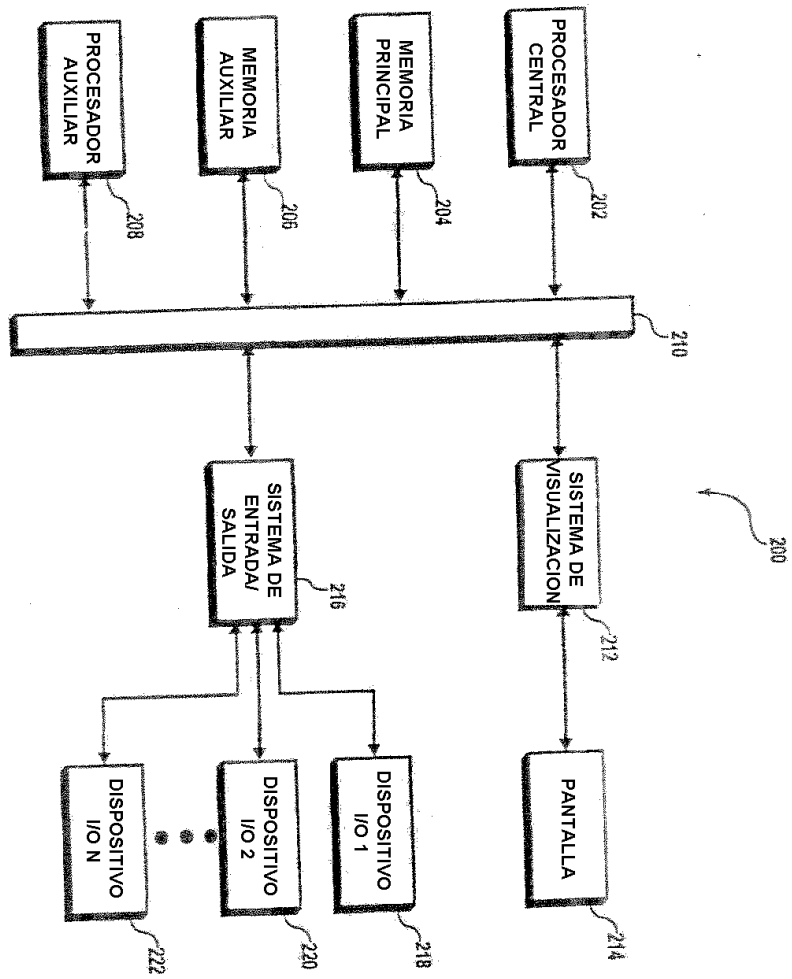 200
PROCESADOR
CENTRAL
202
210
SISTEMA DE
VISUALIZACION
212
PANTALLA
214
MEMORIA
PRINCIPAL
204
DISPOSITIVO
I/O 1
218
MEMORIA
AUXILIAR
206
SISTEMA DE
ENTRADA/
SALIDA
216
DISPOSITIVO
I/O 2
220
PROCESADOR
AUXILIAR
208
DISPOSITIVO
I/O N
222